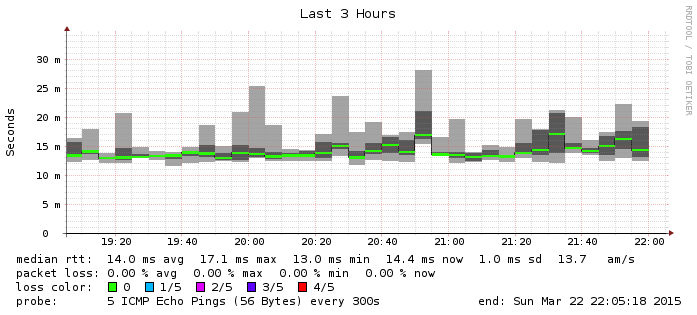 Last 3 Hours
RRDTOOL / TOBI OETIKER
Seconds
30 m
25 m
20 m
15 m
10 m
5 m
0
19:20 19:40 20:00 20:20 20:40 21:00 21:20 21:40 22:00
median rtt: 14.0 ms avg 17.1 ms max 13.0 ms min 14.4 ms now 1.0 ms sd 13.7 am/s
packet loss: 0.00 % avg 0.00 % max 0.00 % min 0.00 % now
loss color: 0 1/5 2/5 3/5 4/5
probe: 5 ICMP Echo Pings (56 Bytes) every 300s end: Sun Mar 22 22:05:18 2015